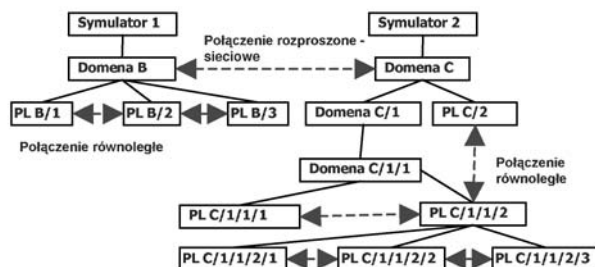 Symulator 1
Symulator 2
Połączenie rozproszone -
sieciowe
Domena B
Domena C
PL B/1
PL B/2
PL B/3
Domena C/1
PL C/2
Połączenie równoległe
Domena C/1/1
Połączenie
równoległe
PL C/1/1/1
PL C/1/1/2
PL C/1/1/2/1
PL C/1/1/2/2
PL C/1/1/2/3